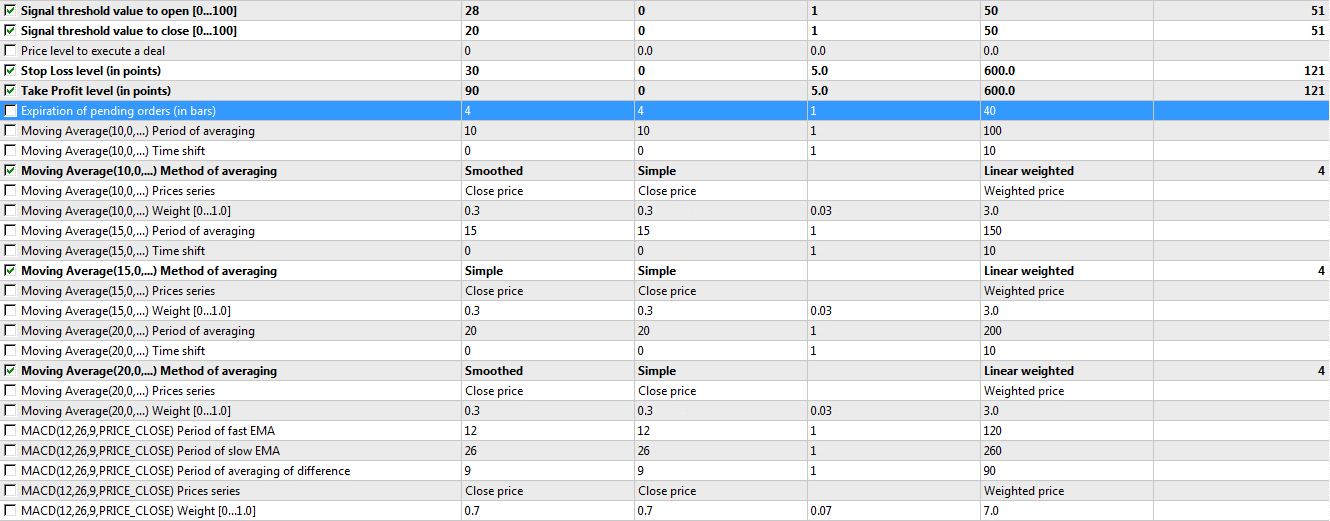 Signal threshold value to open [0...100] 28 0 1 50 51
Signal threshold value to close [0...100] 20 0 1 50 51
Price level to execute a deal 0 0.0 0.0 0.0
Stop Loss level (in points) 30 0 5.0 600.0 121
Take Profit level (in points) 90 0 5.0 600.0 121
Expiration of pending orders (in bars) 4 4 1 40
Moving Average(10,0,...) Period of averaging 10 10 1 100
Moving Average(10,0,...) Time shift 0 0 1 10
Moving Average(10,0,...) Method of averaging Smoothed Simple Linear weighted 4
Moving Average(10,0,...) Prices series Close price Close price Weighted price
Moving Average(10,0,...) Weight [0...1.0] 0.3 0.3 0.03 3.0
Moving Average(15,0,...) Period of averaging 15 15 1 150
Moving Average(15,0,...) Time shift 0 0 1 10
Moving Average(15,0,...) Method of averaging Simple Simple Linear weighted 4
Moving Average(15,0,...) Prices series Close price Close price Weighted price
Moving Average(15,0,...) Weight [0...1.0] 0.3 0.3 0.03 3.0
Moving Average(20,0,...) Period of averaging 20 20 1 200
Moving Average(20,0,...) Time shift 0 0 1 10
Moving Average(20,0,...) Method of averaging Smoothed Simple Linear weighted 4
Moving Average(20,0,...) Prices series Close price Close price Weighted price
Moving Average(20,0,...) Weight [0...1.0] 0.3 0.3 0.03 3.0
MACD(12,26,9,PRICE_CLOSE) Period of fast EMA 12 12 1 120
MACD(12,26,9,PRICE_CLOSE) Period of slow EMA 26 26 1 260
MACD(12,26,9,PRICE_CLOSE) Period of averaging of difference 9 9 1 90
MACD(12,26,9,PRICE_CLOSE) Prices series Close price Close price Weighted price
MACD(12,26,9,PRICE_CLOSE) Weight [0...1.0] 0.7 0.7 0.07 7.0